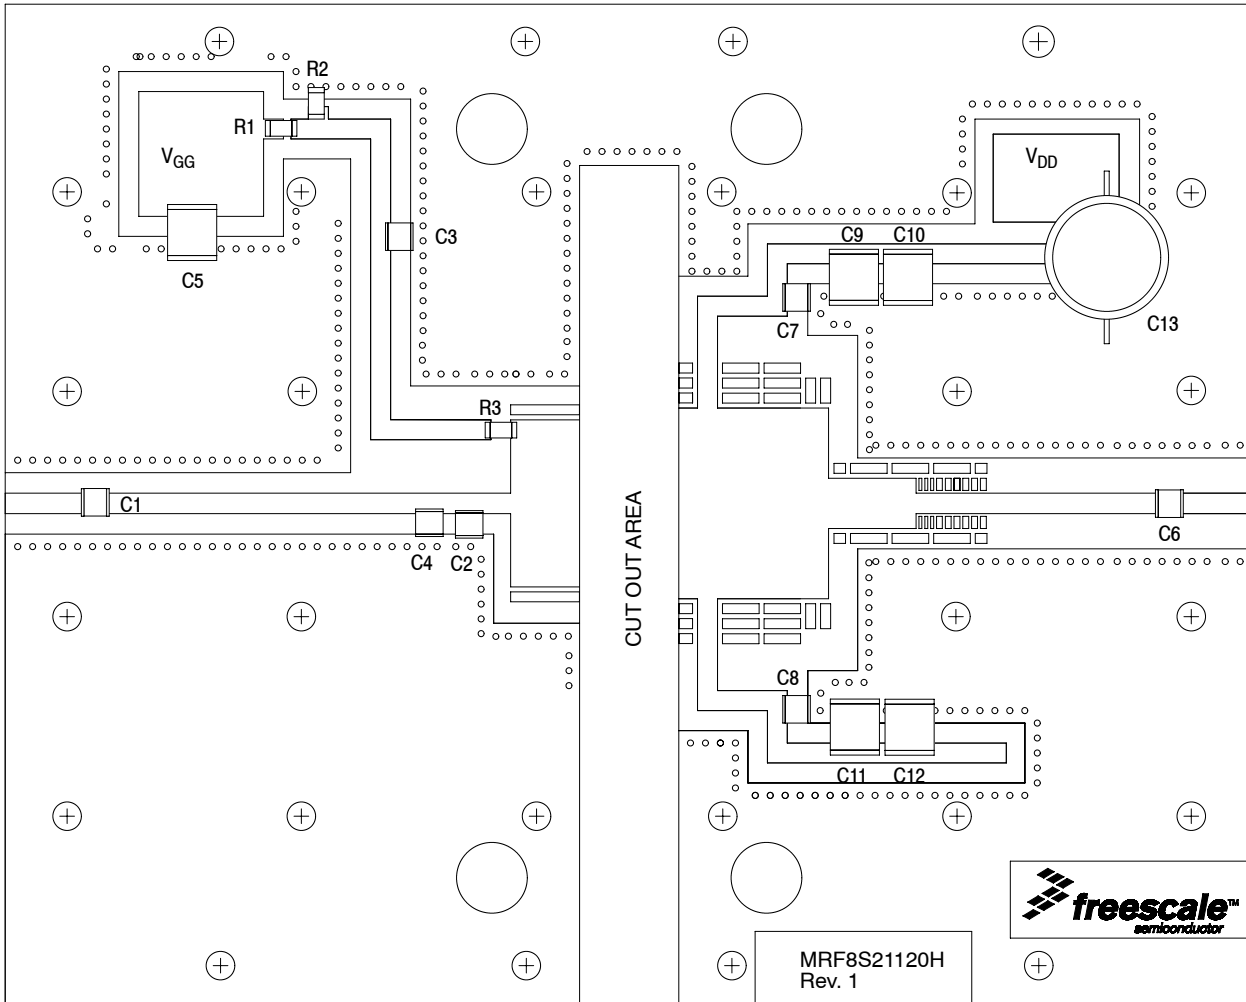 R2
R1
VGG
C3
C5
VDD
C9
C10
C7
C13
R3
C1
C4
C2
CUT OUT AREA
C6
C8
C11
C12
freescale™
semiconductor
MRF8S21120H
Rev. 1